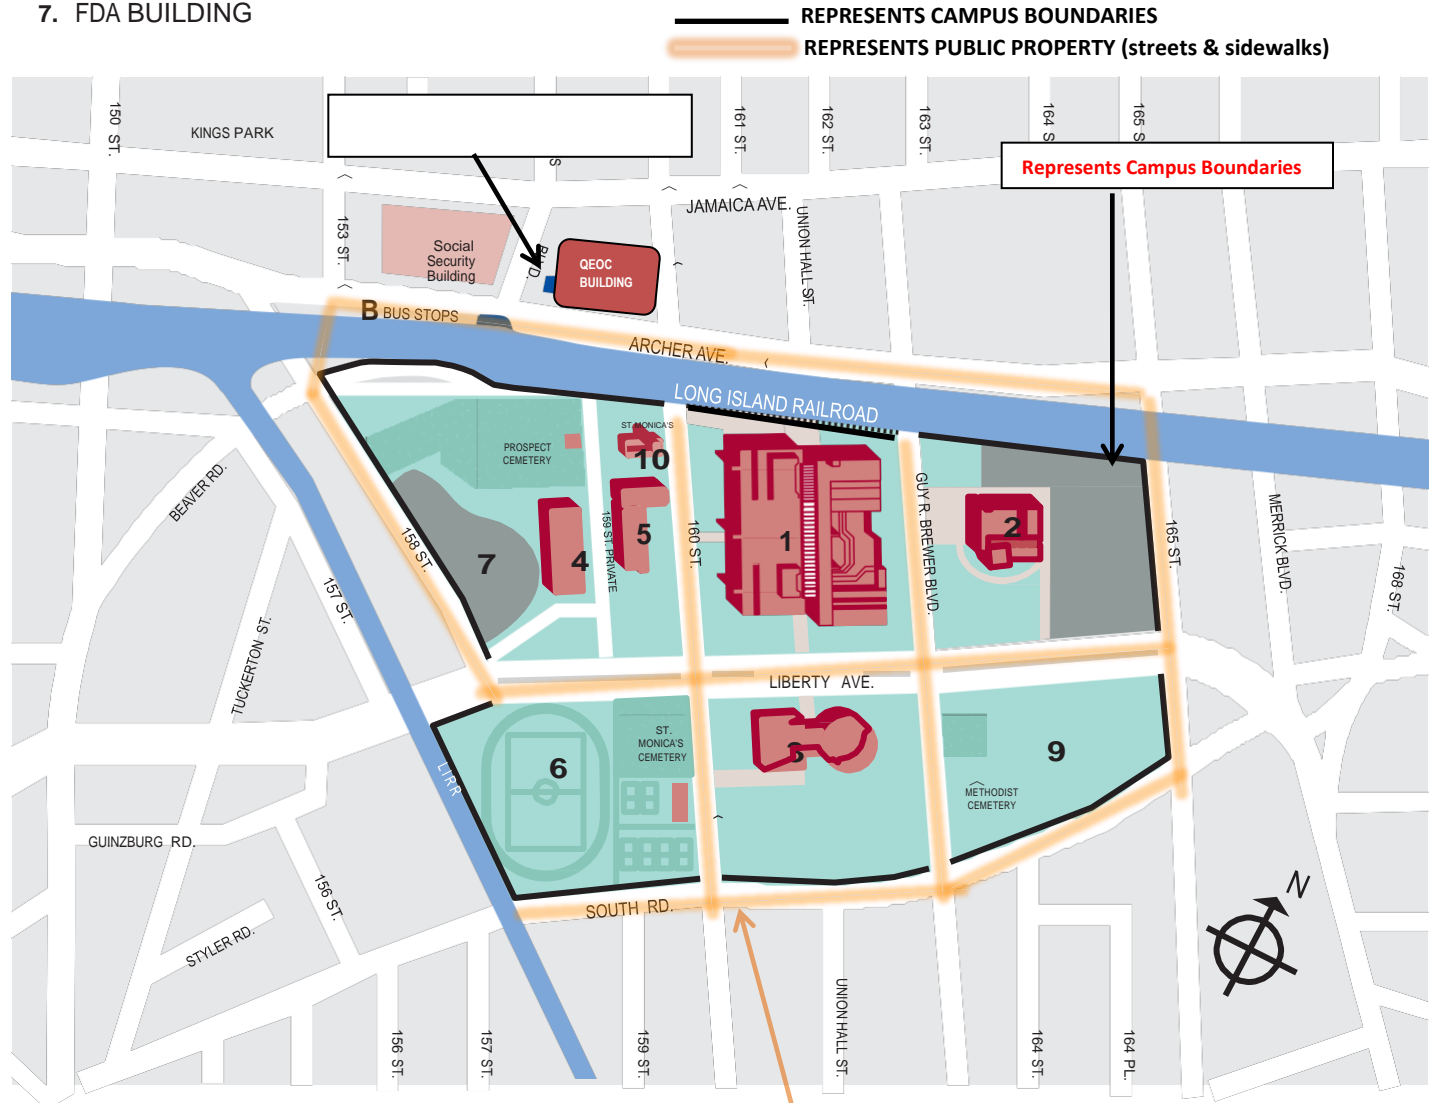 7. FDA BUILDING
REPRESENTS CAMPUS BOUNDARIES
REPRESENTS PUBLIC PROPERTY (streets & sidewalks)
150 ST.
KINGS PARK
S
161 ST.
162 ST.
163 ST.
164 S
165
Represents Campus Boundaries
JAMAICA AVE.
153 ST.
Social
Security
Building
BLVD.
QEOC
BUILDING
UNION HALL ST.
B BUS STOPS
ARCHER AVE.
LONG ISLAND RAILROAD
ST. MONICA'S
PROSPECT
CEMETERY
10
BEAVER RD.
158 ST.
7
4
159 ST. PRIVATE
5
160 ST.
1
GUY R. BREWER BLVD.
2
165 ST.
MERRICK BLVD.
168 ST.
157 ST.
TUCKERTON ST.
LIBERTY AVE.
ST.
MONICA'S
CEMETERY
3
9
6
LIRR
METHODIST
CEMETERY
GUINZBURG RD.
156 ST.
SOUTH RD.
N
STYLER RD.
156 ST.
157 ST.
159 ST.
UNION HALL ST.
164 ST.
164 PL.